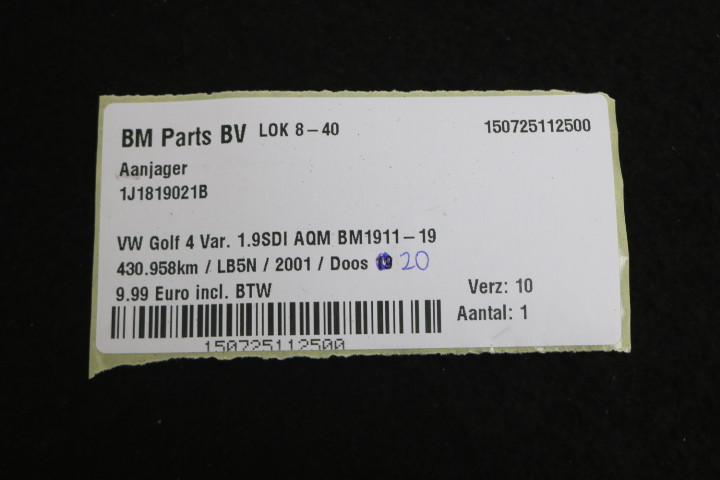 BM Parts BV LOK 8-40 150725112500
Aanjager
1J1819021B
VW Golf 4 Var. 1.9SDI AQM BM1911-19
430.958km / LB5N / 2001 / Doos 20
9.99 Euro incl. BTW Verz: 10
Aantal: 1
150725112500